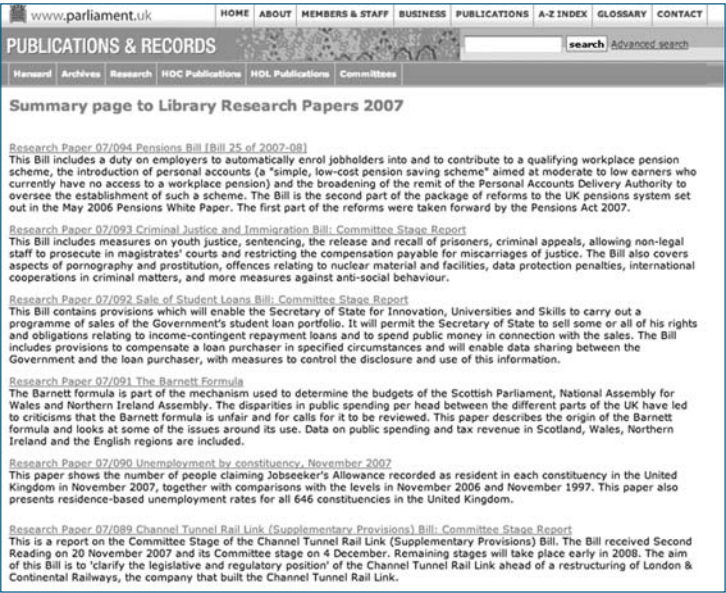 www.parliament.uk
HOME ABOUT MEMBERS & STAFF BUSINESS PUBLICATIONS A-Z INDEX GLOSSARY CONTACT
PUBLICATIONS & RECORDS
search Advanced search
Hansard Archives Research HOC Publications HOL Publications Committees
Summary page to Library Research Papers 2007
Research Paper 07/094 Pensions Bill [Bill 25 of 2007-08]
This Bill includes a duty on employers to automatically enrol jobholders into and to contribute to a qualifying workplace pension
scheme, the introduction of personal accounts (a "simple, low-cost pension saving scheme" aimed at moderate to low earners who
currently have no access to a workplace pension) and the broadening of the remit of the Personal Accounts Delivery Authority to
oversee the establishment of such a scheme. The Bill is the second part of the package of reforms to the UK pensions system set
out in the May 2006 Pensions White Paper. The first part of the reforms were taken forward by the Pensions Act 2007.
Research Paper 07/093 Criminal Justice and Immigration Bill: Committee Stage Report
This Bill includes measures on youth justice, sentencing, the release and recall of prisoners, criminal appeals, allowing non-legal
staff to prosecute in magistrates' courts and restricting the compensation payable for miscarriages of justice. The Bill also covers
aspects of pornography and prostitution, offences relating to nuclear material and facilities, data protection penalties, international
cooperations in criminal matters, and more measures against anti-social behaviour.
Research Paper 07/092 Sale of Student Loans Bill: Committee Stage Report
This Bill contains provisions which will enable the Secretary of State for Innovation, Universities and Skills to carry out a
programme of sales of the Government's student loan portfolio. It will permit the Secretary of State to sell some or all of his rights
and obligations relating to income-contingent repayment loans and to spend public money in connection with the sales. The Bill
includes provisions to compensate a loan purchaser in specified circumstances and will enable data sharing between the
Government and the loan purchaser, with measures to control the disclosure and use of this information.
Research Paper 07/091 The Barnett Formula
The Barnett formula is part of the mechanism used to determine the budgets of the Scottish Parliament, National Assembly for
Wales and Northern Ireland Assembly. The disparities in public spending per head between the different parts of the UK have led
to criticisms that the Barnett formula is unfair and for calls for it to be reviewed. This paper describes the origin of the Barnett
formula and looks at some of the issues around its use. Data on public spending and tax revenue in Scotland, Wales, Northern
Ireland and the English regions are included.
Research Paper 07/090 Unemployment by constituency, November 2007
This paper shows the number of people claiming Jobseeker's Allowance recorded as resident in each constituency in the United
Kingdom in November 2007, together with comparisons with the levels in November 2006 and November 1997. This paper also
presents residence-based unemployment rates for all 646 constituencies in the United Kingdom.
Research Paper 07/089 Channel Tunnel Rail Link (Supplementary Provisions) Bill: Committee Stage Report
This is a report on the Committee Stage of the Channel Tunnel Rail Link (Supplementary Provisions) Bill. The Bill received Second
Reading on 20 November 2007 and its Committee stage on 4 December. Remaining stages will take place early in 2008. The aim
of this Bill is to 'clarify the legislative and regulatory position' of the Channel Tunnel Rail Link ahead of a restructuring of London &
Continental Railways, the company that built the Channel Tunnel Rail Link.